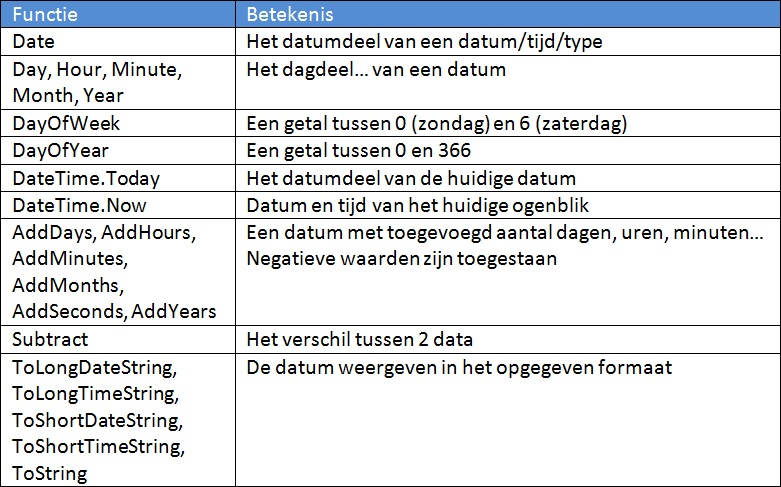 Functie Betekenis
Date Het datumdeel van een datum/tijd/type
Day, Hour, Minute, Het dagdeel... van een datum
Month, Year
DayOfWeek Een getal tussen 0 (zondag) en 6 (zaterdag)
DayOfYear Een getal tussen 0 en 366
DateTime.Today Het datumdeel van de huidige datum
DateTime.Now Datum en tijd van het huidige ogenblik
AddDays, AddHours, Een datum met toegevoegd aantal dagen, uren, minuten...
AddMinutes, Negatieve waarden zijn toegestaan
AddMonths,
AddSeconds, AddYears
Subtract Het verschil tussen 2 data
ToLongDateString, De datum weergeven in het opgegeven formaat
ToLongTimeString,
ToShortDateString,
ToShortTimeString,
ToString